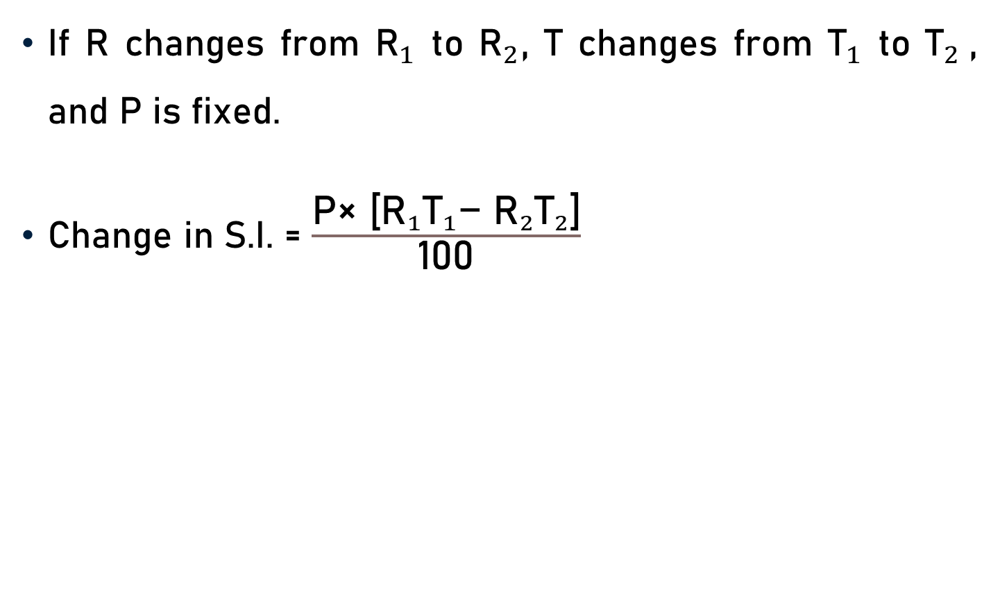 • If R changes from R₁ to R₂, T changes from T₁ to T₂ ,
and P is fixed.
• Change in S.I. = P× [R₁T₁− R₂T₂]
100